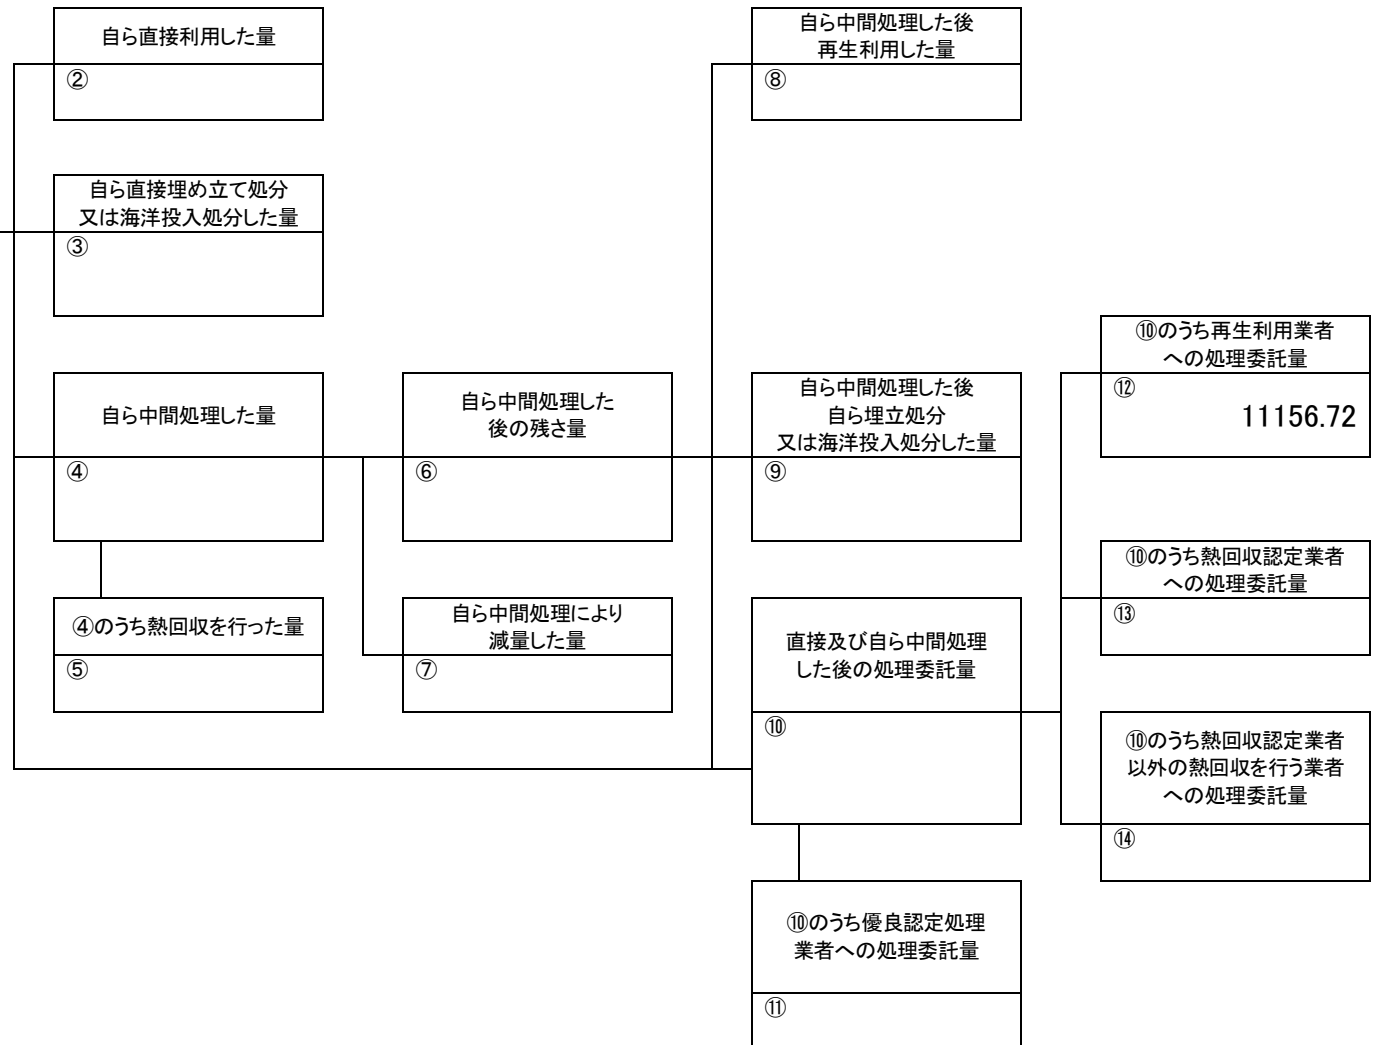 自ら直接利用した量
②
自ら直接埋め立て処分
又は海洋投入処分した量
③
自ら中間処理した量
④
④のうち熱回収を行った量
⑤
自ら中間処理した
後の残さ量
⑥
自ら中間処理により
減量した量
⑦
自ら中間処理した後
再生利用した量
⑧
自ら中間処理した後
自ら埋立処分
又は海洋投入処分した量
⑨
直接及び自ら中間処理
した後の処理委託量
⑩
⑩のうち優良認定処理
業者への処理委託量
⑪
⑩のうち再生利用業者
への処理委託量
⑫
11156.72
⑩のうち熱回収認定業者
への処理委託量
⑬
⑩のうち熱回収認定業者
以外の熱回収を行う業者
への処理委託量
⑭